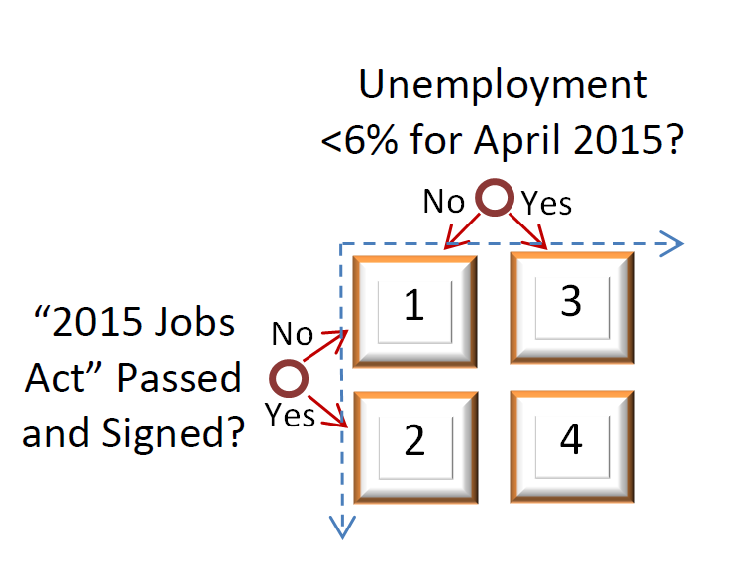 Unemployment
<6% for April 2015?
No Yes
1 3
“2015 Jobs
Act” Passed
and Signed?
No
Yes
2 4